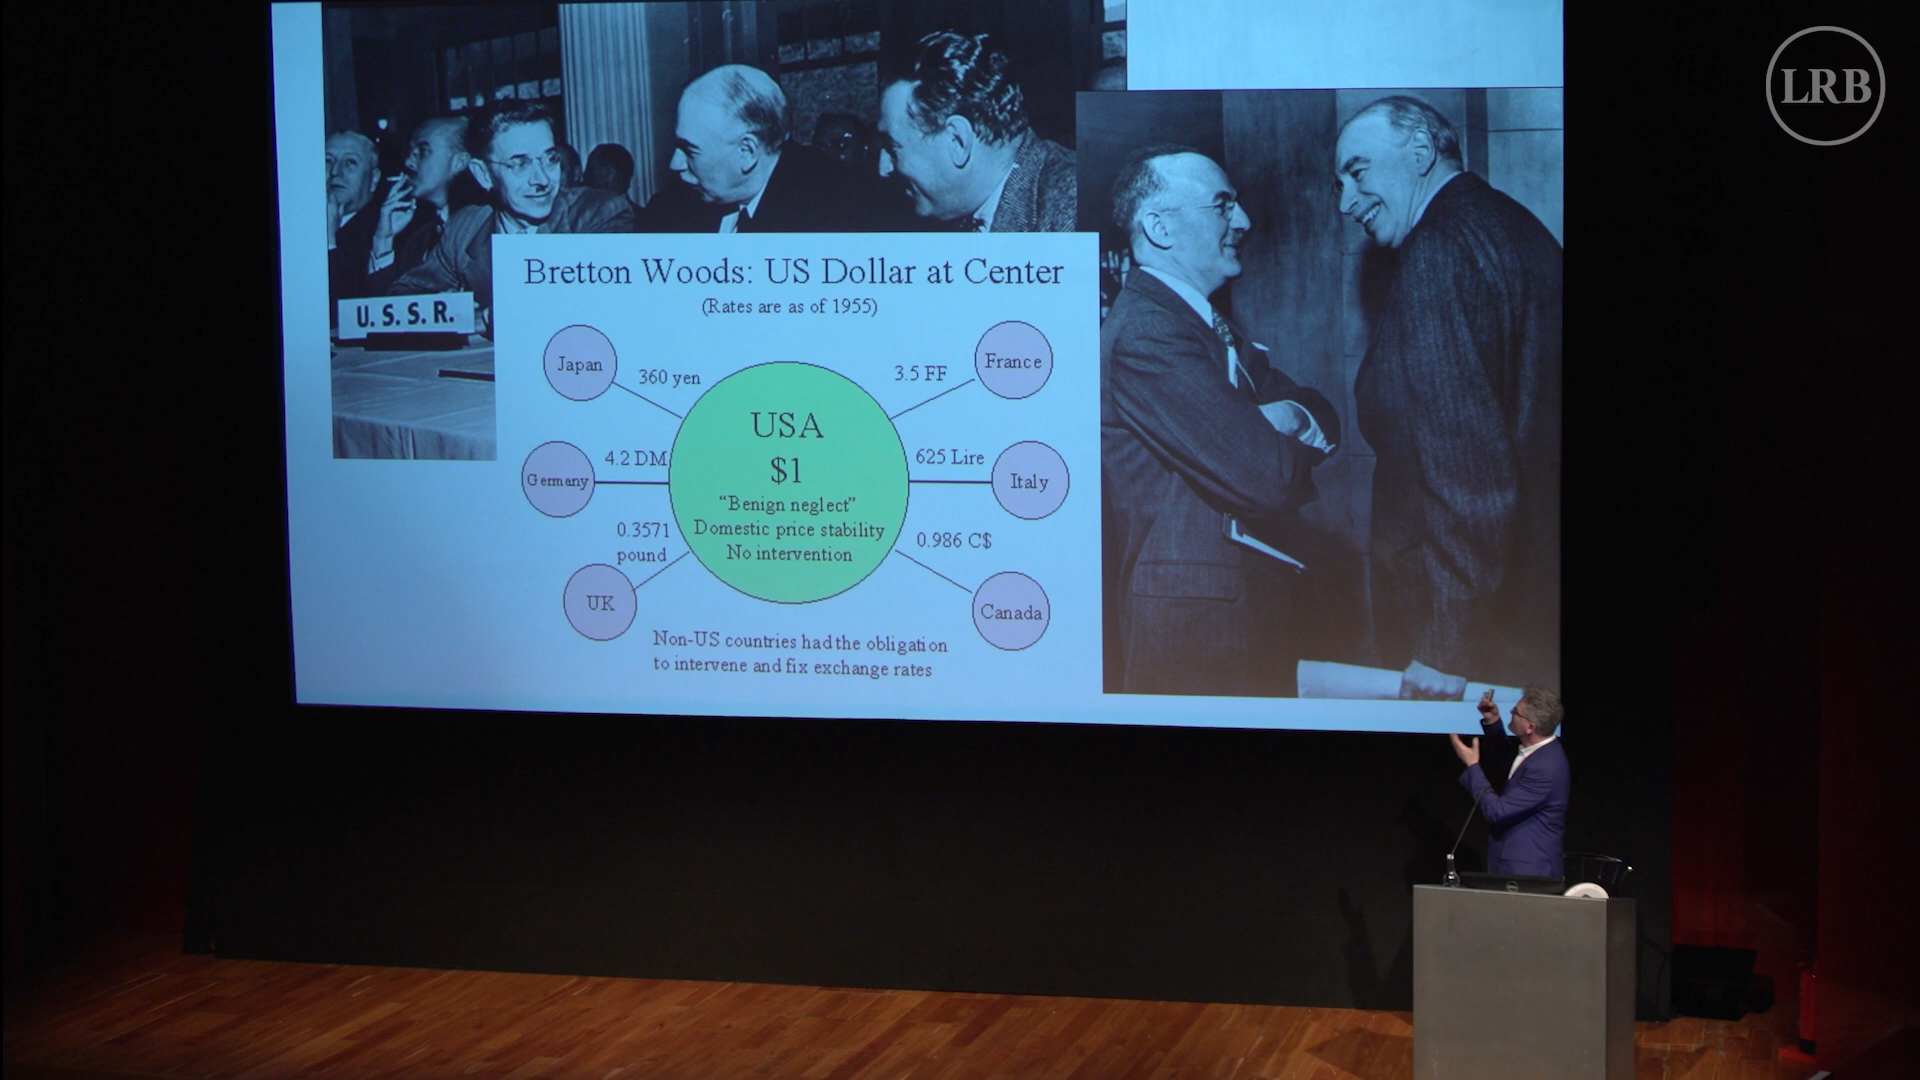 LRB
U. S. S. R.
Bretton Woods: US Dollar at Center
(Rates are as of 1955)
Japan
360 yen
3.5 FF
France
USA
$1
“Benign neglect”
Domestic price stability
No intervention
Germany
4.2 DM
625 Lire
Italy
0.3571
pound
UK
0.986 C$
Canada
Non-US countries had the obligation
to intervene and fix exchange rates